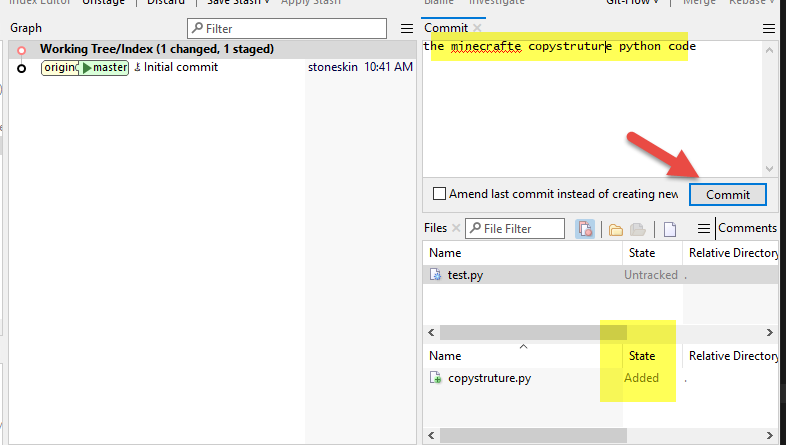 Index Editor Unstage Discard Save Stash Apply Stash
Blame Investigate Git-Flow Merge Rebase
Graph
Filter
Working Tree/Index (1 changed, 1 staged)
origin master Initial commit stoneskin 10:41 AM
Commit
the minecrafte copystruture python code
Amend last commit instead of creating new
Commit
Files File Filter Comments
Name State Relative Directory
test.py Untracked .
Name State Relative Directory
copystruture.py Added .